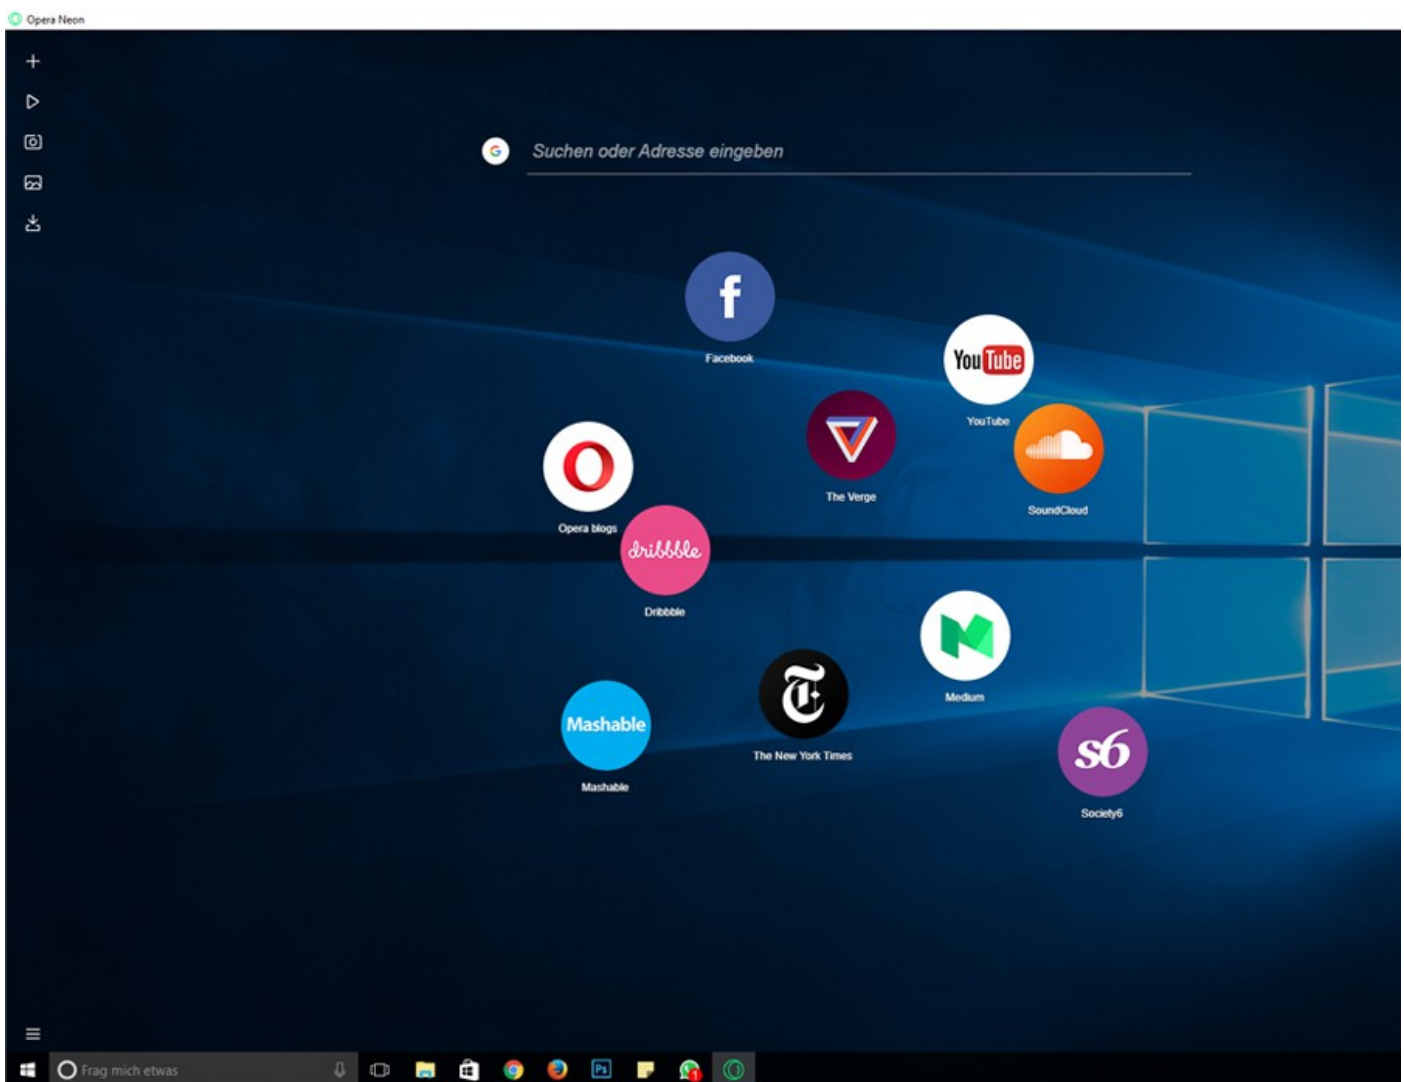 Opera Neon
G
Suchen oder Adresse eingeben
f
Facebook
YouTube
YouTube
The Verge
SoundCloud
Opera blogs
dribbble
Dribbble
Medium
Mashable
Mashable
The New York Times
s6
Society6
Frag mich etwas
Ps
1